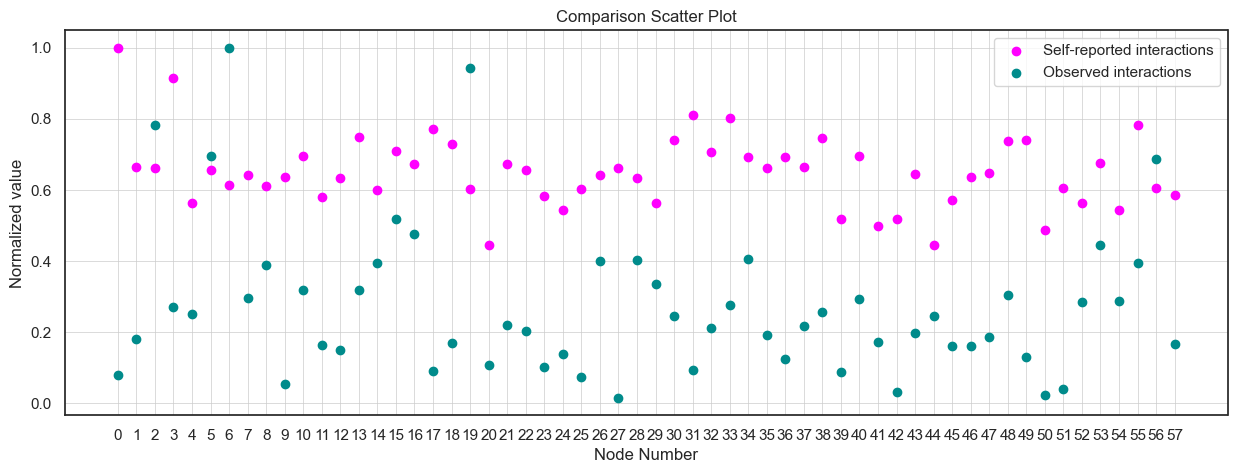 Comparison Scatter Plot
Self-reported interactions
Observed interactions
Normalized value
1.0
0.8
0.6
0.4
0.2
0.0
0 1 2 3 4 5 6 7 8 9 10 11 12 13 14 15 16 17 18 19 20 21 22 23 24 25 26 27 28 29 30 31 32 33 34 35 36 37 38 39 40 41 42 43 44 45 46 47 48 49 50 51 52 53 54 55 56 57
Node Number